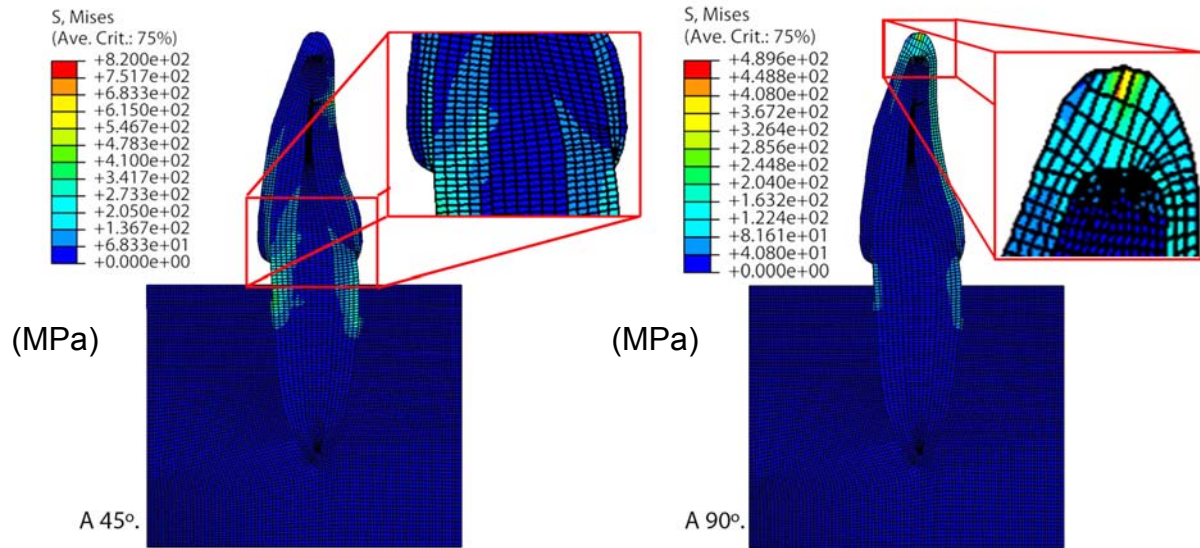 S, Mises
(Ave. Crit.: 75%)
+8.200e+02
+7.517e+02
+6.833e+02
+6.150e+02
+5.467e+02
+4.783e+02
+4.100e+02
+3.417e+02
+2.733e+02
+2.050e+02
+1.367e+02
+6.833e+01
+0.000e+00
(MPa)
A 45º.
S, Mises
(Ave. Crit.: 75%)
+4.896e+02
+4.488e+02
+4.080e+02
+3.672e+02
+3.264e+02
+2.856e+02
+2.448e+02
+2.040e+02
+1.632e+02
+1.224e+02
+8.161e+01
+4.080e+01
+0.000e+00
(MPa)
A 90º.